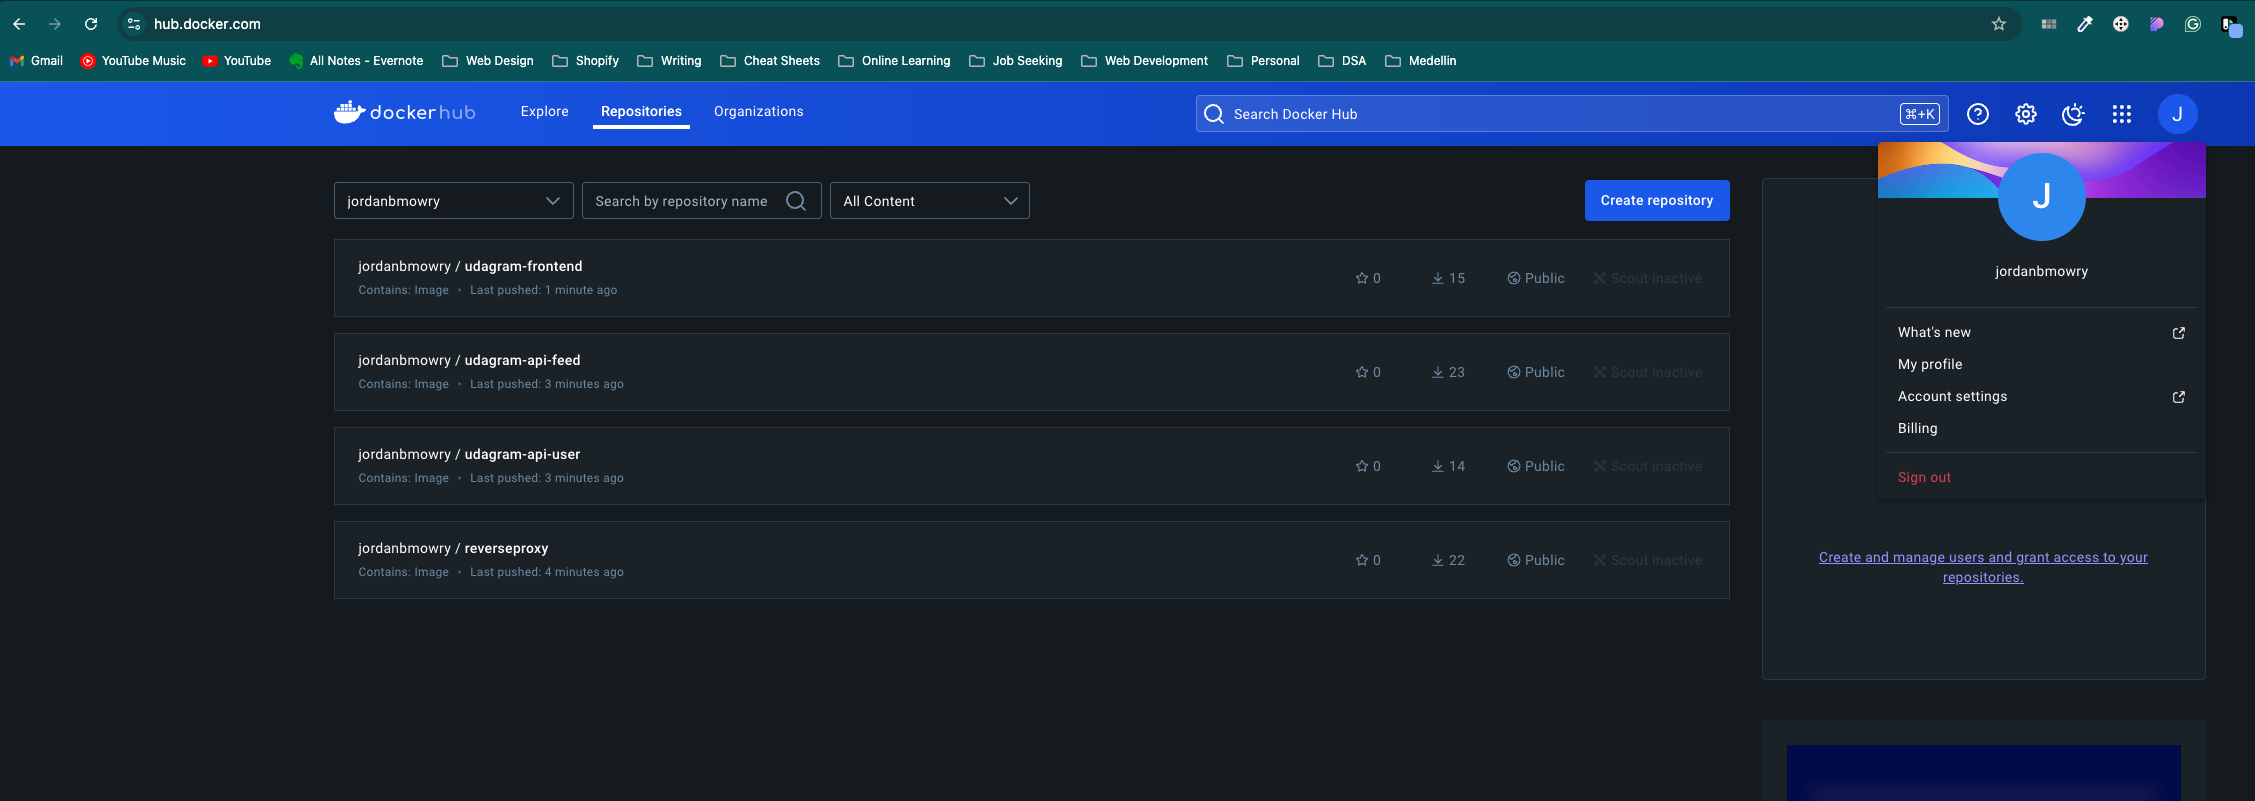 hub.docker.com
Gmail YouTube Music YouTube All Notes - Evernote Web Design Shopify Writing Cheat Sheets Online Learning Job Seeking Web Development Personal DSA Medellin
docker hub Explore Repositories Organizations Search Docker Hub ⌘+K J
jordanbmowry Search by repository name All Content Create repository
jordanbmowry / udagram-frontend
Contains: Image • Last pushed: 1 minute ago
0 15 Public Scout inactive
jordanbmowry / udagram-api-feed
Contains: Image • Last pushed: 3 minutes ago
0 23 Public Scout inactive
jordanbmowry / udagram-api-user
Contains: Image • Last pushed: 3 minutes ago
0 14 Public Scout inactive
jordanbmowry / reverseproxy
Contains: Image • Last pushed: 4 minutes ago
0 22 Public Scout inactive
J
jordanbmowry
What's new
My profile
Account settings
Billing
Sign out
Create and manage users and grant access to your
repositories.